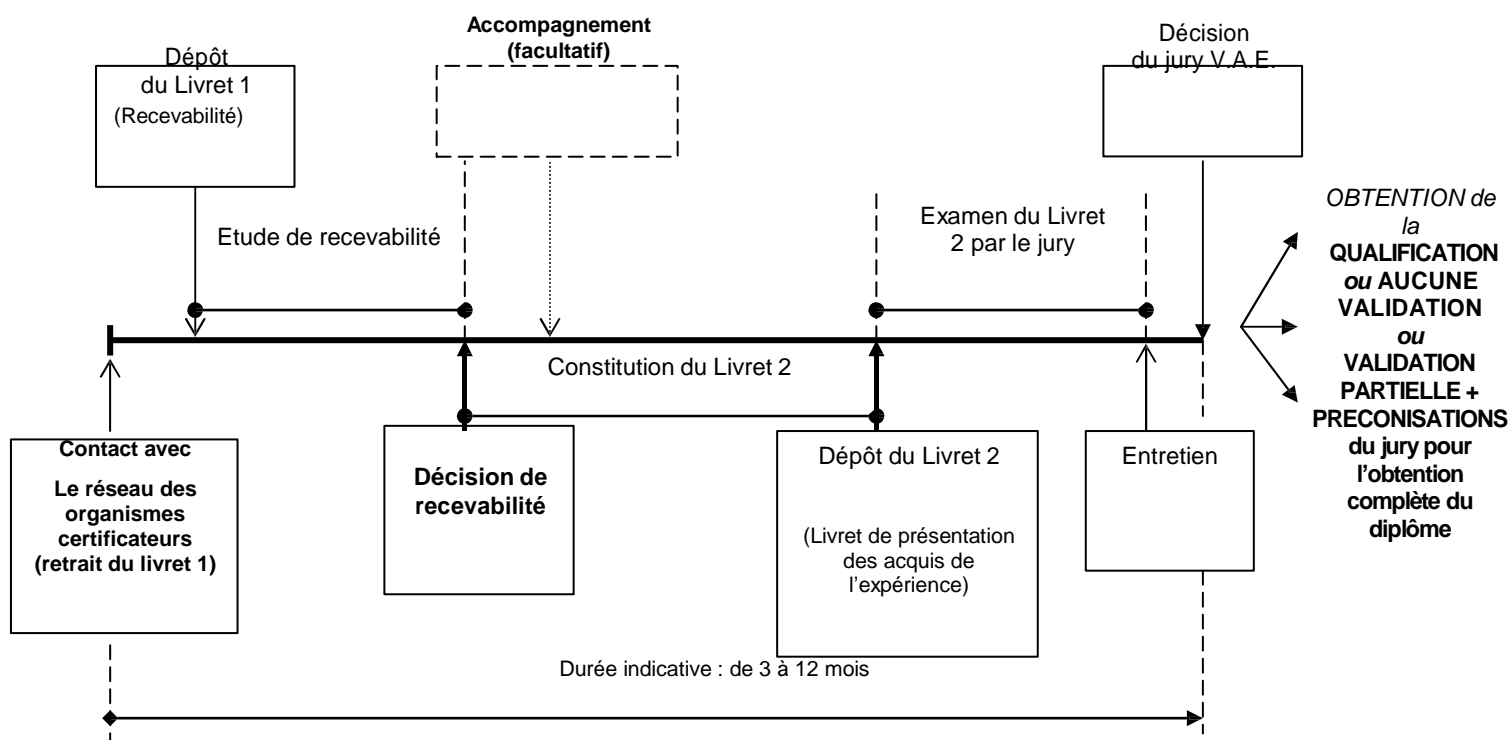 Dépôt
du Livret 1
(Recevabilité)
Accompagnement
(facultatif)
Décision
du jury V.A.E.
Etude de recevabilité
Examen du Livret
2 par le jury
OBTENTION de
la
QUALIFICATION
ou AUCUNE
VALIDATION
ou
VALIDATION
PARTIELLE +
PRECONISATIONS
du jury pour
l’obtention
complète du
diplôme
Constitution du Livret 2
Contact avec
Le réseau des
organismes
certificateurs
(retrait du livret 1)
Décision de
recevabilité
Dépôt du Livret 2
(Livret de présentation
des acquis de
l’expérience)
Entretien
Durée indicative : de 3 à 12 mois